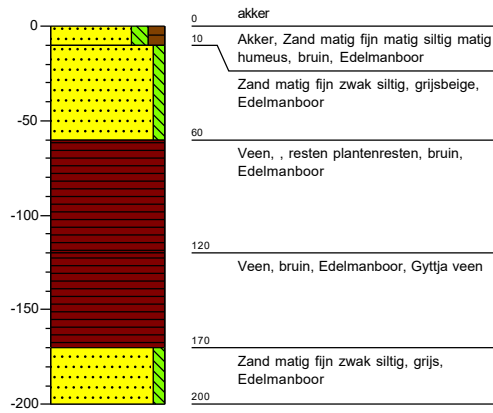 akker
0
0
10
Akker, Zand matig fijn matig siltig matig
humeus, bruin, Edelmanboor
Zand matig fijn zwak siltig, grijsbeige,
Edelmanboor
-50
60
Veen, , resten plantenresten, bruin,
Edelmanboor
-100
120
Veen, bruin, Edelmanboor, Gyttja veen
-150
170
Zand matig fijn zwak siltig, grijs,
Edelmanboor
-200
200